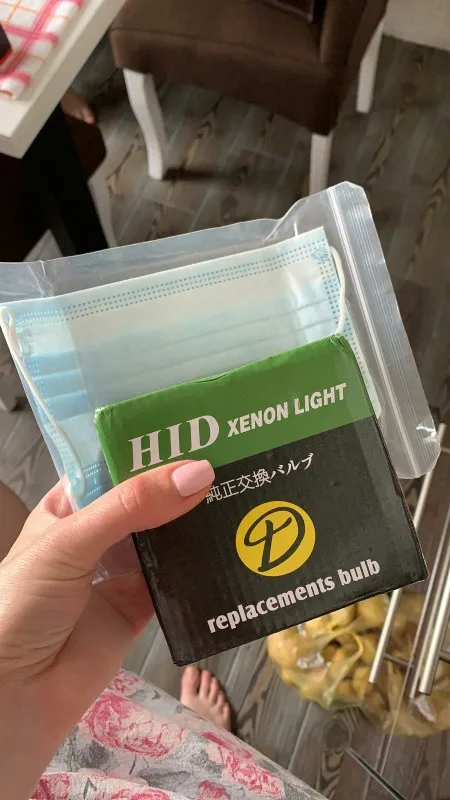 HID XENON LIGHT
純正交換バルブ
D
replacements bulb